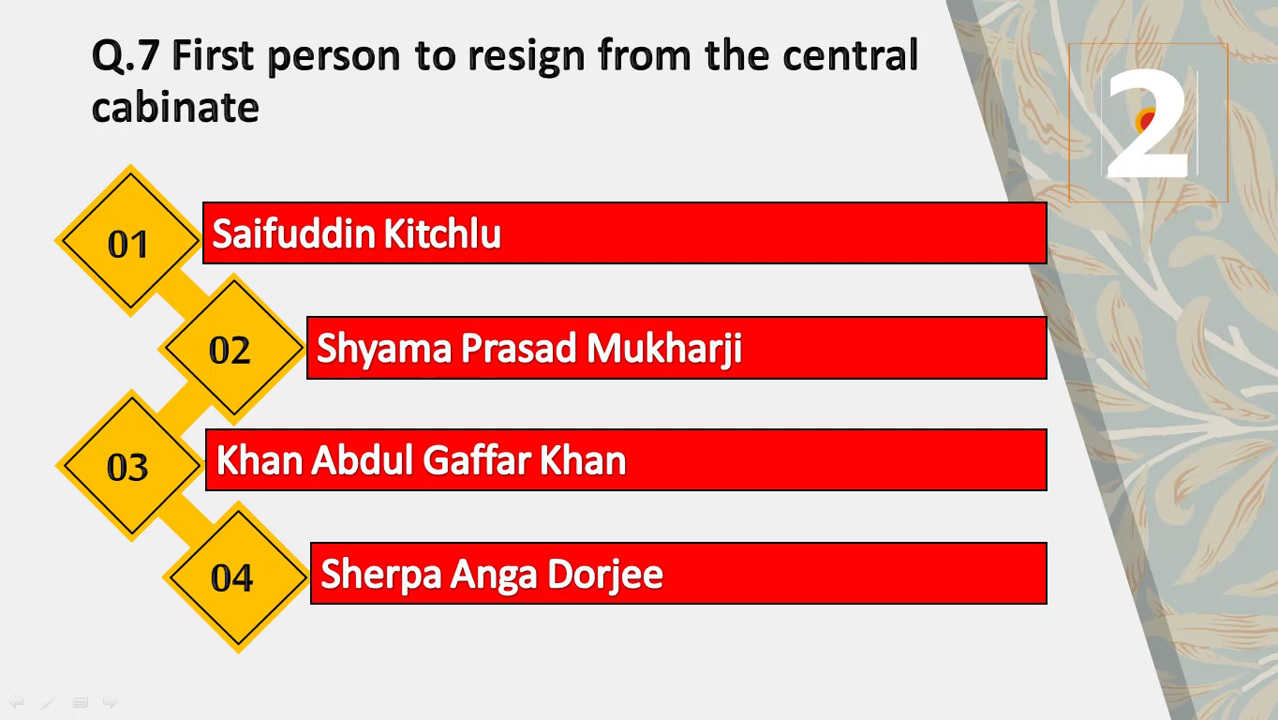 Q.7 First person to resign from the central
cabinate
2
01
Saifuddin Kitchlu
02
Shyama Prasad Mukharji
03
Khan Abdul Gaffar Khan
04
Sherpa Anga Dorjee